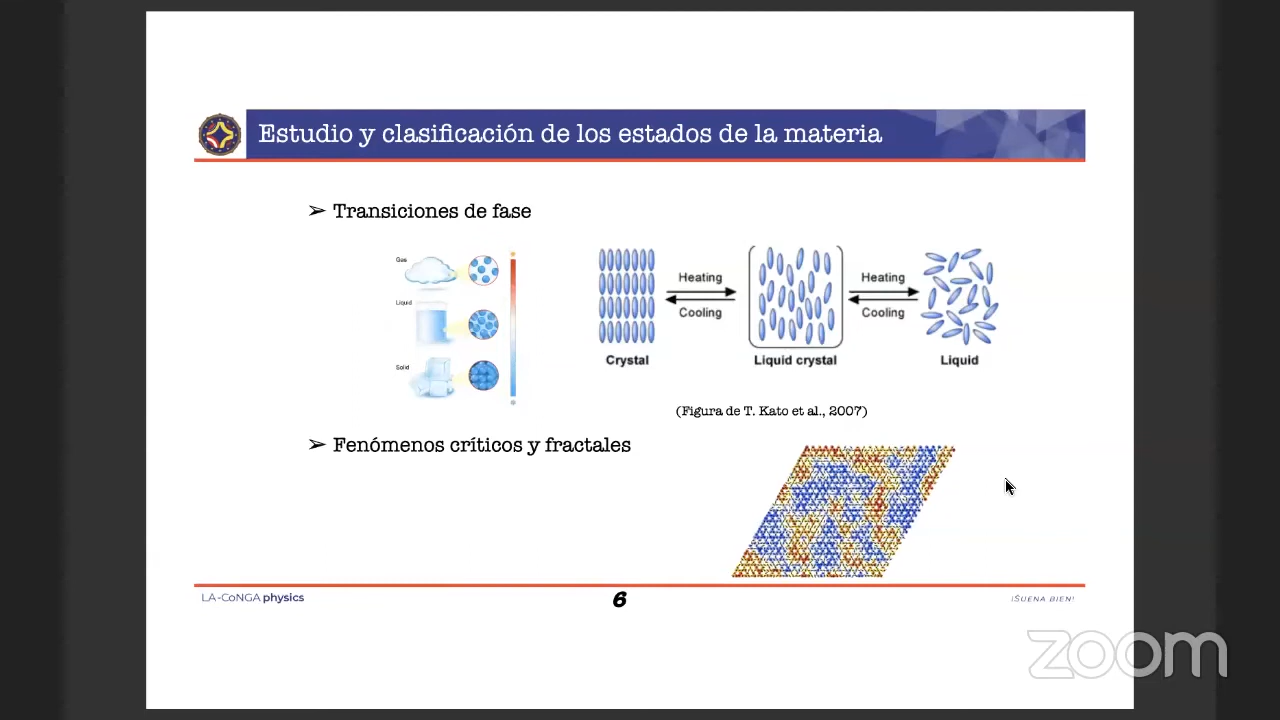 Estudio y clasificación de los estados de la materia
➢ Transiciones de fase
Gas
Liquid
Solid
Heating
Cooling
Heating
Cooling
Crystal
Liquid crystal
Liquid
(Figura de T. Kato et al., 2007)
➢ Fenómenos críticos y fractales
LA-CoNGA physics
6
¡SUENA BIEN!
zoom